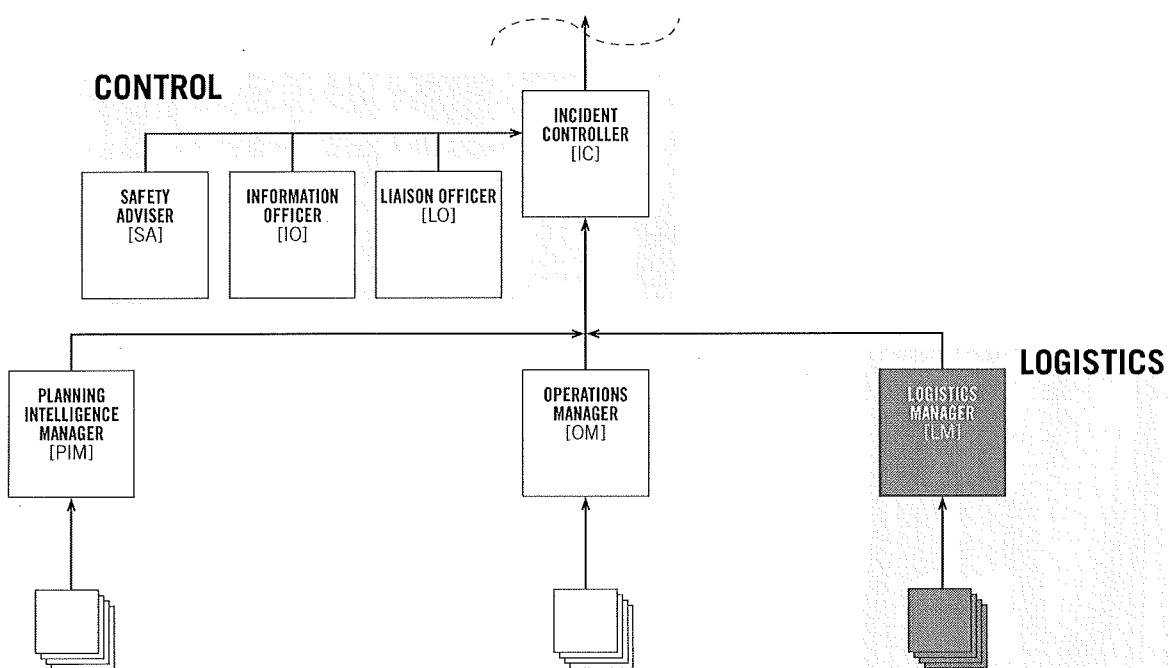 CONTROL
INCIDENT
CONTROLLER
[IC]
SAFETY
ADVISER
[SA]
INFORMATION
OFFICER
[IO]
LIAISON OFFICER
[LO]
LOGISTICS
PLANNING
INTELLIGENCE
MANAGER
[PIM]
OPERATIONS
MANAGER
[OM]
LOGISTICS
MANAGER
[LM]